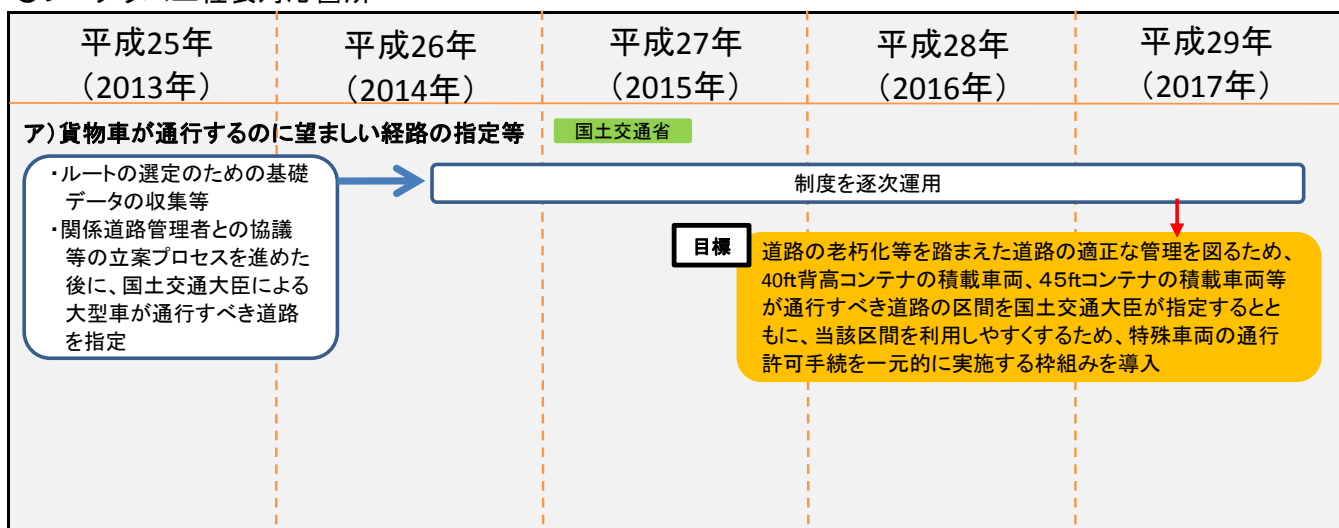 平成25年
(2013年)
平成26年
(2014年)
平成27年
(2015年)
平成28年
(2016年)
平成29年
(2017年)
ア)貨物車が通行するのに望ましい経路の指定等
国土交通省
・ルートの選定のための基礎
データの収集等
・関係道路管理者との協議
等の立案プロセスを進めた
後に、国土交通大臣による
大型車が通行すべき道路
を指定
制度を逐次運用
目標
道路の老朽化等を踏まえた道路の適正な管理を図るため、
40ft背高コンテナの積載車両、45ftコンテナの積載車両等
が通行すべき道路の区間を国土交通大臣が指定するとと
もに、当該区間を利用しやすくするため、特殊車両の通行
許可手続を一元的に実施する枠組みを導入